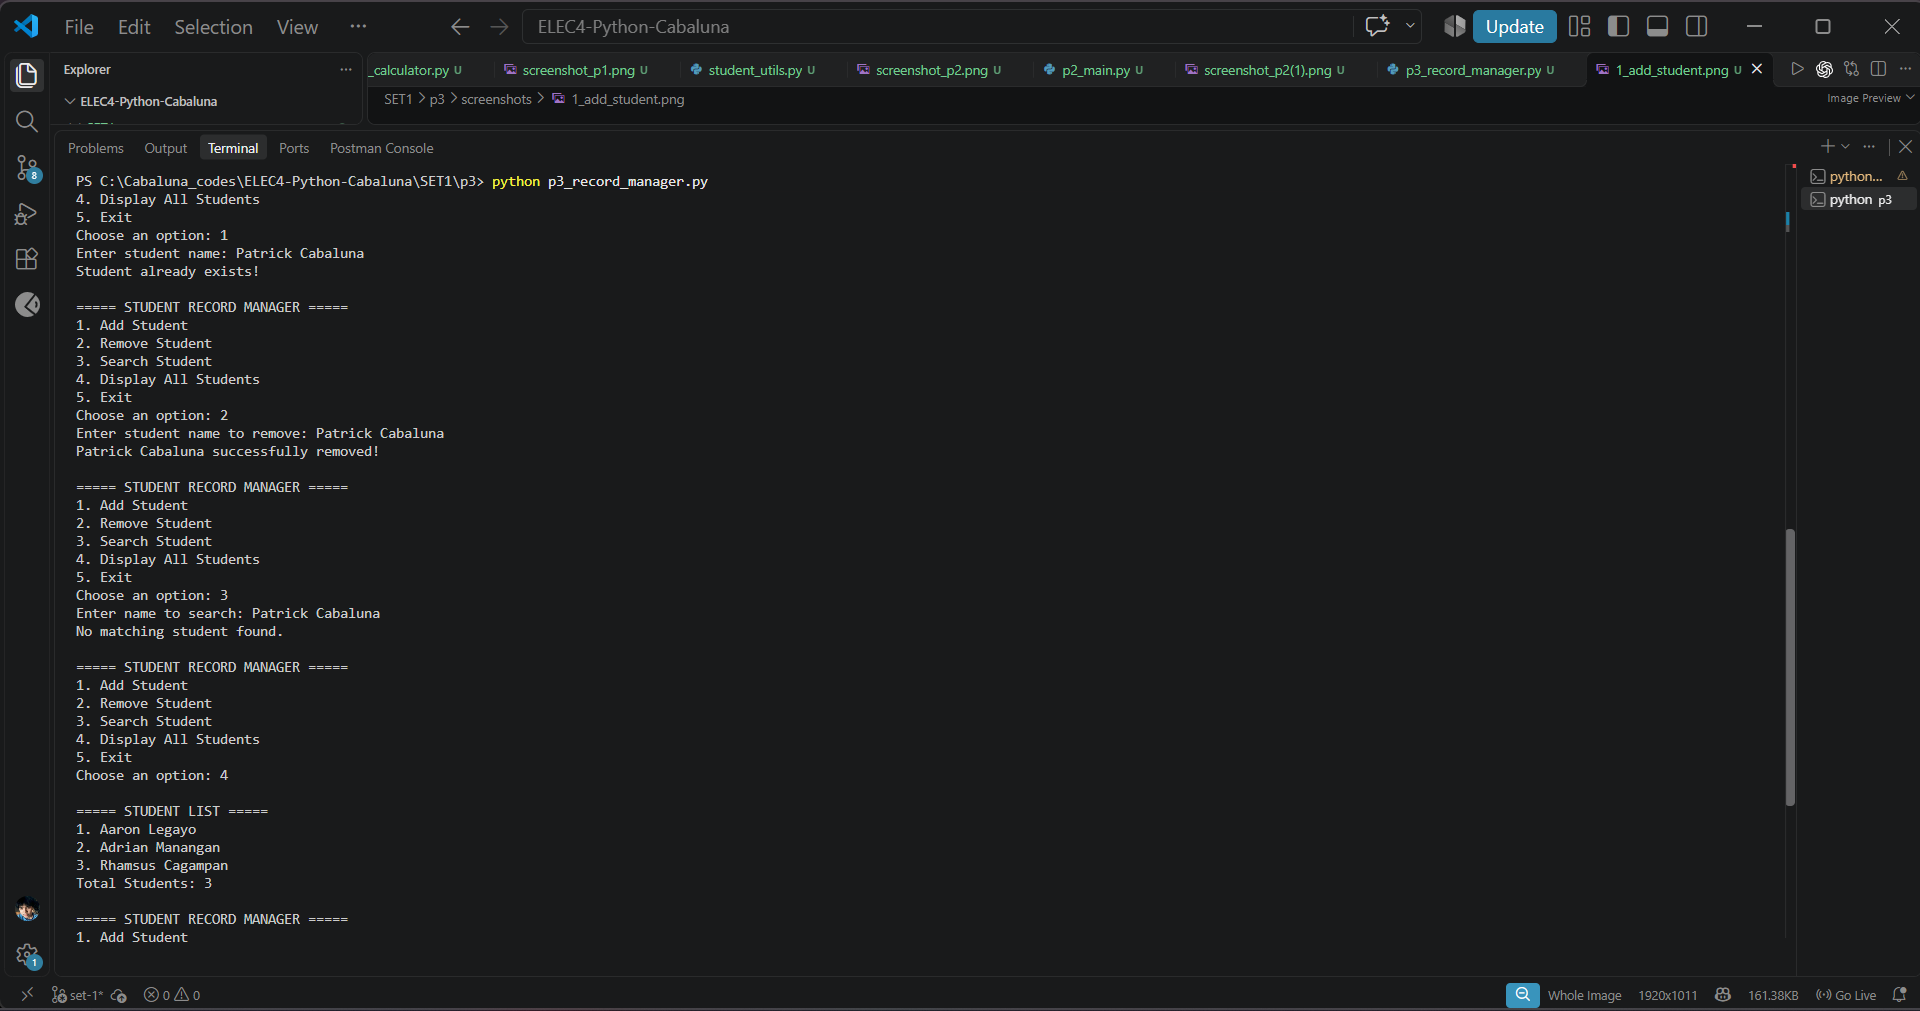 File Edit Selection View ELEC4-Python-Cabaluna Update
Explorer
_calculator.py U screenshot_p1.png U student_utils.py U screenshot_p2.png U p2_main.py U screenshot_p2(1).png U p3_record_manager.py U 1_add_student.png U
ELEC4-Python-Cabaluna
SET1 > p3 > screenshots > 1_add_student.png
Image Preview
Problems Output Terminal Ports Postman Console
PS C:\Cabaluna_codes\ELEC4-Python-Cabaluna\SET1\p3> python p3_record_manager.py
python...
python p3
4. Display All Students
5. Exit
Choose an option: 1
Enter student name: Patrick Cabaluna
Student already exists!
===== STUDENT RECORD MANAGER =====
1. Add Student
2. Remove Student
3. Search Student
4. Display All Students
5. Exit
Choose an option: 2
Enter student name to remove: Patrick Cabaluna
Patrick Cabaluna successfully removed!
===== STUDENT RECORD MANAGER =====
1. Add Student
2. Remove Student
3. Search Student
4. Display All Students
5. Exit
Choose an option: 3
Enter name to search: Patrick Cabaluna
No matching student found.
===== STUDENT RECORD MANAGER =====
1. Add Student
2. Remove Student
3. Search Student
4. Display All Students
5. Exit
Choose an option: 4
===== STUDENT LIST =====
1. Aaron Legayo
2. Adrian Manangan
3. Rhamsus Cagampan
Total Students: 3
===== STUDENT RECORD MANAGER =====
1. Add Student
8
1
set-1* 0 0 Whole Image 1920x1011 161.38KB Go Live